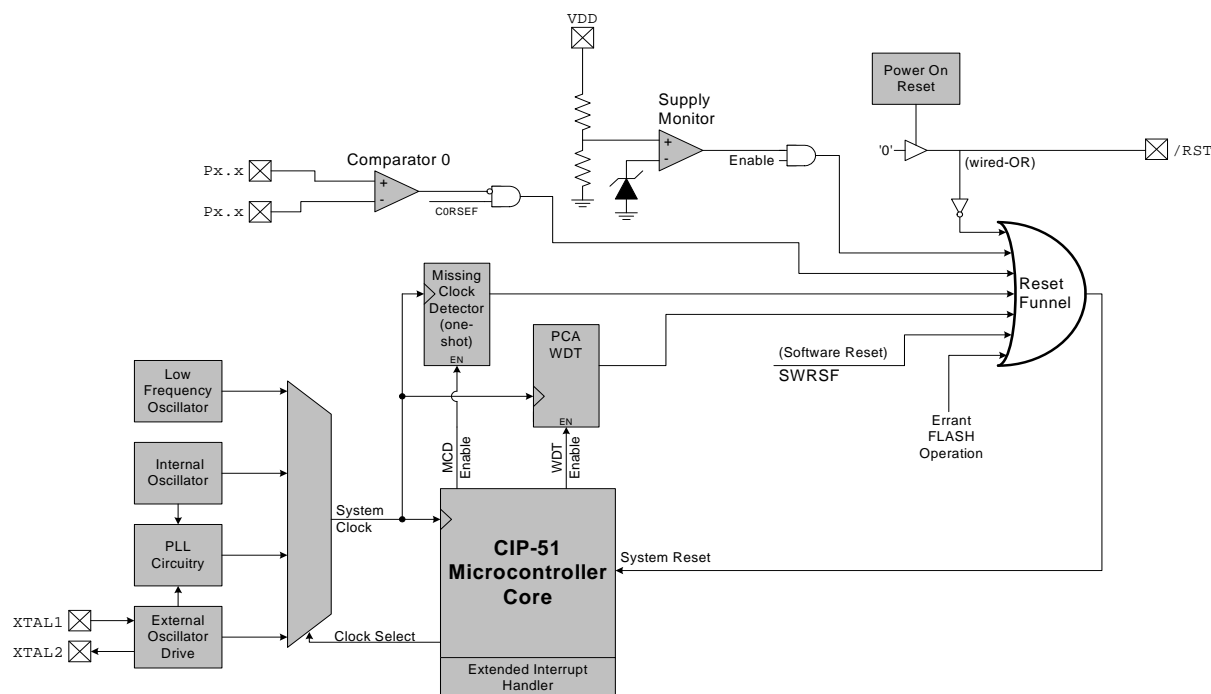 VDD
Power On
Reset
Supply
Monitor
+
-
Enable
'0'
(wired-OR)
/RST
Comparator 0
Px.x
Px.x
+
-
C0RSEF
Missing
Clock
Detector
(one-
shot)
EN
PCA
WDT
EN
Reset
Funnel
(Software Reset)
SWRSF
Errant
FLASH
Operation
Low
Frequency
Oscillator
Internal
Oscillator
PLL
Circuitry
External
Oscillator
Drive
XTAL1
XTAL2
System
Clock
MCD
Enable
WDT
Enable
CIP-51
Microcontroller
Core
System Reset
Clock Select
Extended Interrupt
Handler